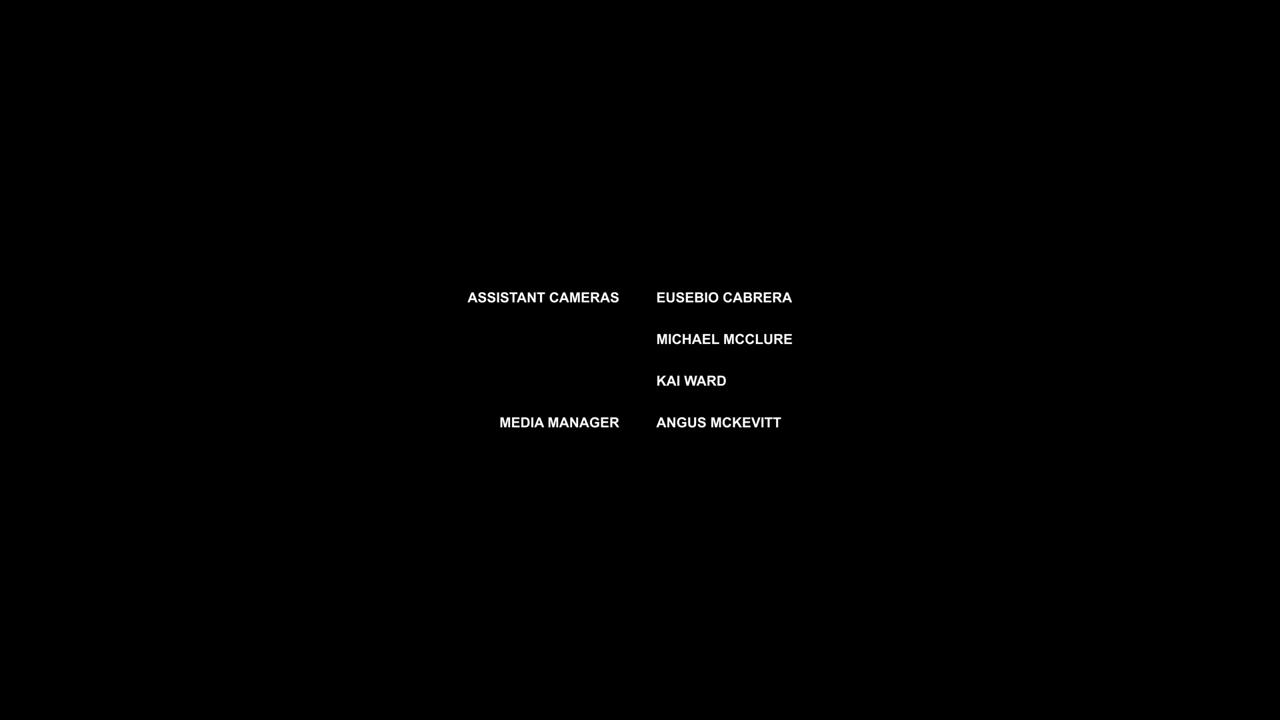 ASSISTANT CAMERAS EUSEBIO CABRERA
MICHAEL MCCLURE
KAI WARD
MEDIA MANAGER ANGUS MCKEVITT